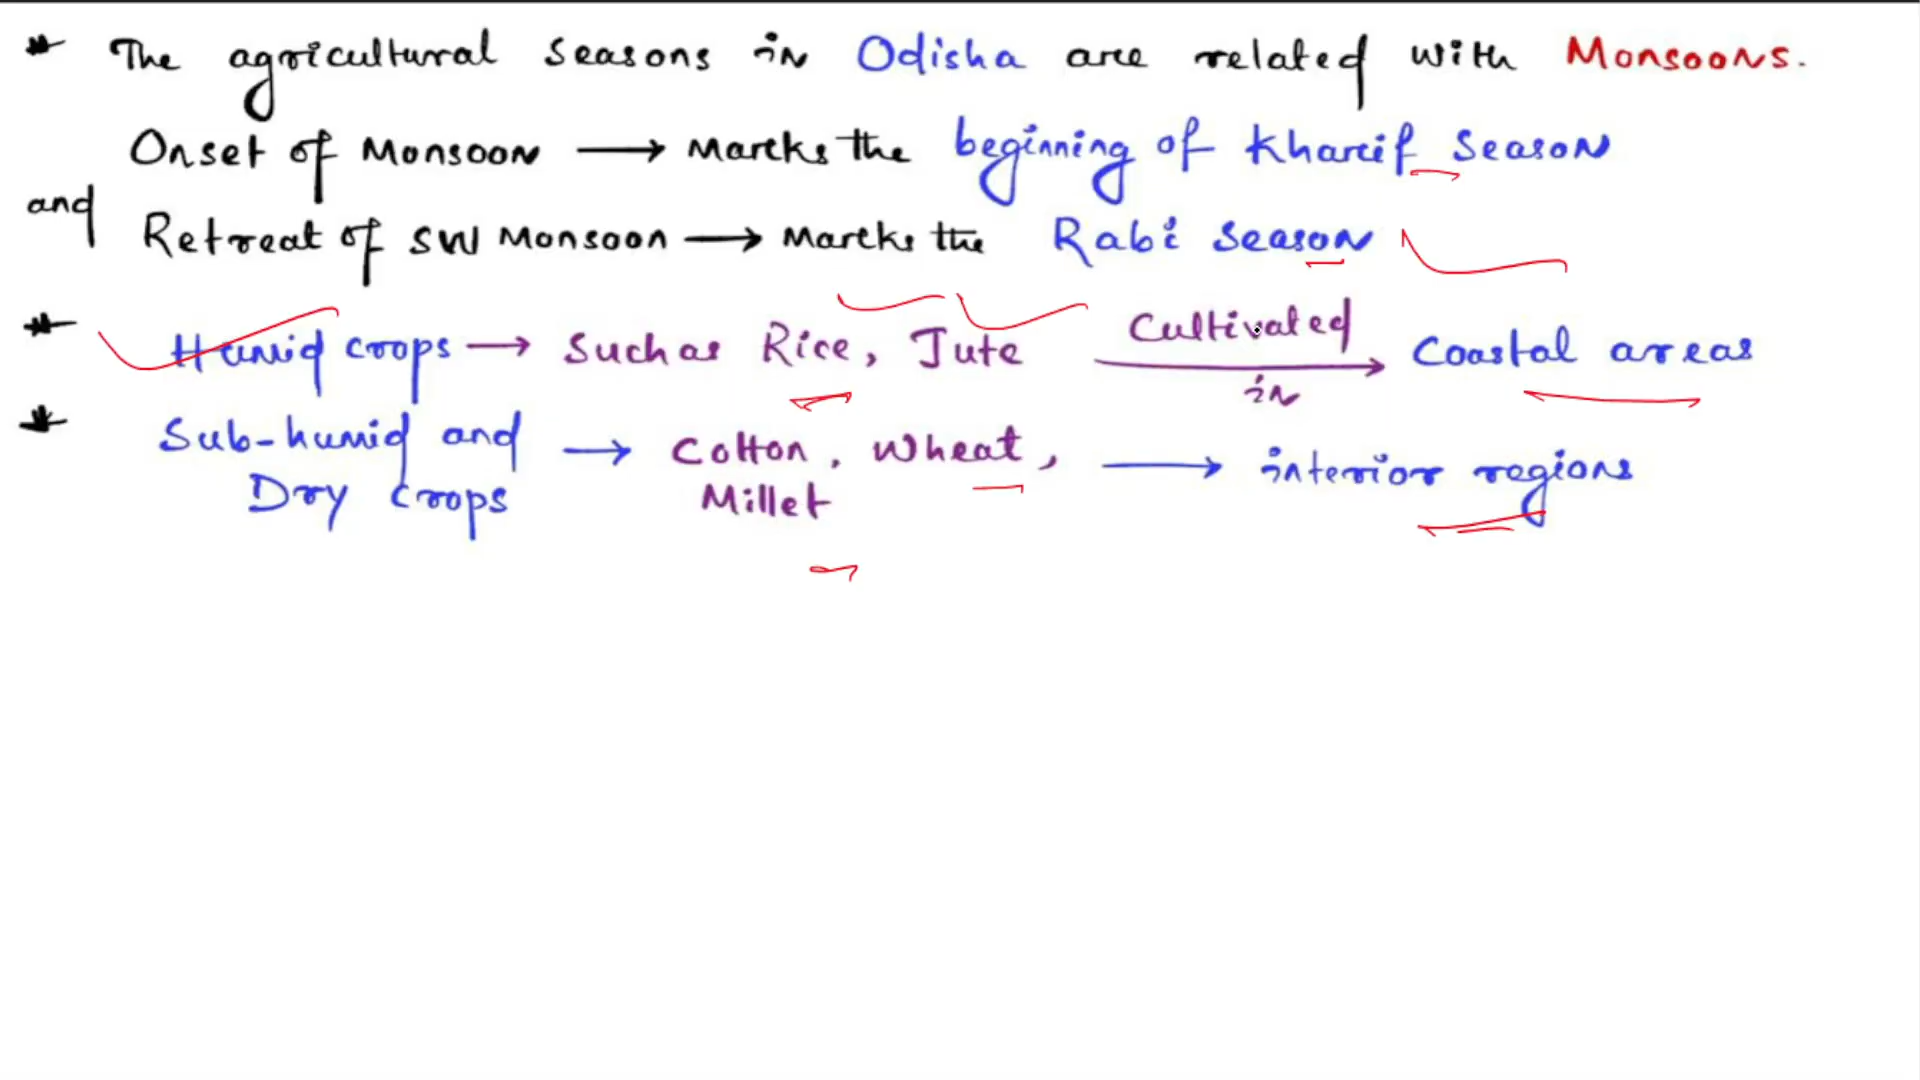 * The agricultural seasons in Odisha are related with Monsoons.
Onset of Monsoon → Marks the beginning of Kharif Season
and
Retreat of SW Monsoon → Marks the Rabi Season
* Humid crops → Such as Rice, Jute Cultivated in → Coastal areas
* Sub-humid and Dry crops → Cotton, Wheat, Millet → interior regions